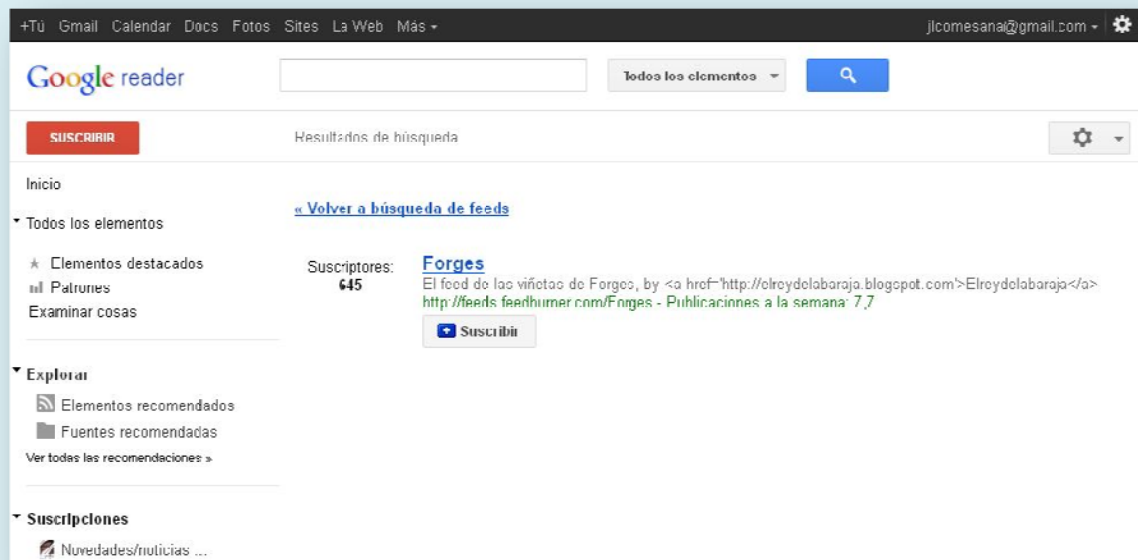 +Tú Gmail Calendar Docs Fotos Sites La Web Más
jlcomesana@gmail.com
Google reader
Todos los elementos
SUSCRIBIR
Resultados de búsqueda
Inicio
Todos los elementos
Elementos destacados
Patrones
Examinar cosas
Explorar
Elementos recomendados
Fuentes recomendadas
Ver todas las recomendaciones »
Suscripciones
Novedades/noticias ...
« Volver a búsqueda de feeds
Suscriptores:
645
Forges
El feed de las viñetas de Forges, by <a href='http://elreydelabaraja.blogspot.com'>Elreydelabaraja</a>
http://feeds.feedburner.com/Forges - Publicaciones a la semana: 7,7
Suscribir